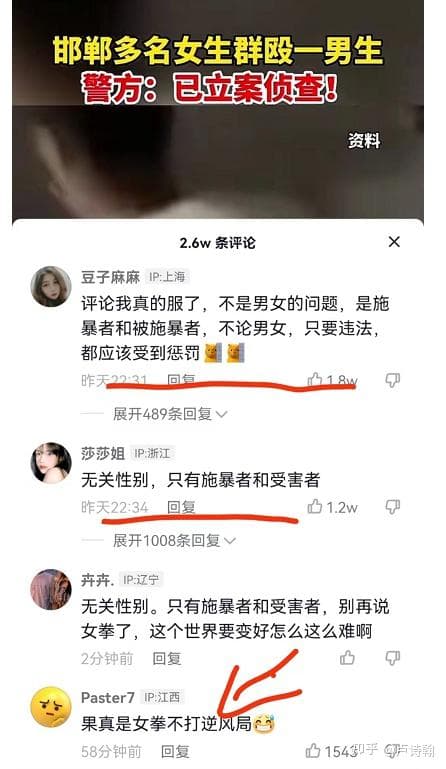 邯郸多名女生群殴一男生
警方：已立案侦查！
资料
2.6w 条评论
豆子麻麻 IP:上海
评论我真的服了，不是男女的问题，是施
暴者和被施暴者，不论男女，只要违法，
都应该受到惩罚
昨天22:31 回复 1.8w
展开489条回复
莎莎姐 IP:浙江
无关性别，只有施暴者和受害者
昨天22:34 回复 1.2w
展开1008条回复
卉卉. IP:辽宁
无关性别。只有施暴者和受害者，别再说
女拳了，这个世界要变好怎么这么难啊
2分钟前 回复
Paster7 IP:江西
果真是女拳不打逆风局
58分钟前 回复 1543
知乎 @卢诗翰